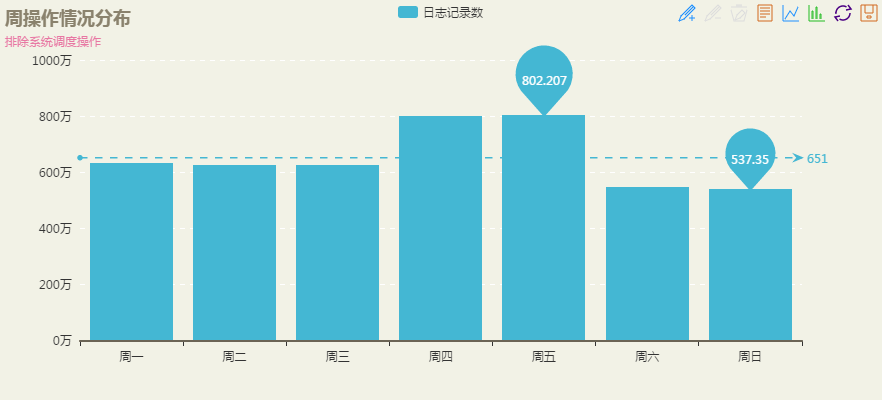 周操作情况分布
排除系统调度操作
日志记录数
1000万
800万
600万
400万
200万
0万
802.207
537.35
651
周一
周二
周三
周四
周五
周六
周日